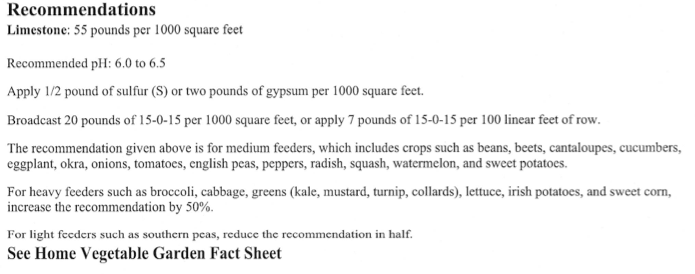 Recommendations
Limestone: 55 pounds per 1000 square feet
Recommended pH: 6.0 to 6.5
Apply 1/2 pound of sulfur (S) or two pounds of gypsum per 1000 square feet.
Broadcast 20 pounds of 15-0-15 per 1000 square feet, or apply 7 pounds of 15-0-15 per 100 linear feet of row.
The recommendation given above is for medium feeders, which includes crops such as beans, beets, cantaloupes, cucumbers,
eggplant, okra, onions, tomatoes, english peas, peppers, radish, squash, watermelon, and sweet potatoes.
For heavy feeders such as broccoli, cabbage, greens (kale, mustard, turnip, collards), lettuce, irish potatoes, and sweet corn,
increase the recommendation by 50%.
For light feeders such as southern peas, reduce the recommendation in half.
See Home Vegetable Garden Fact Sheet